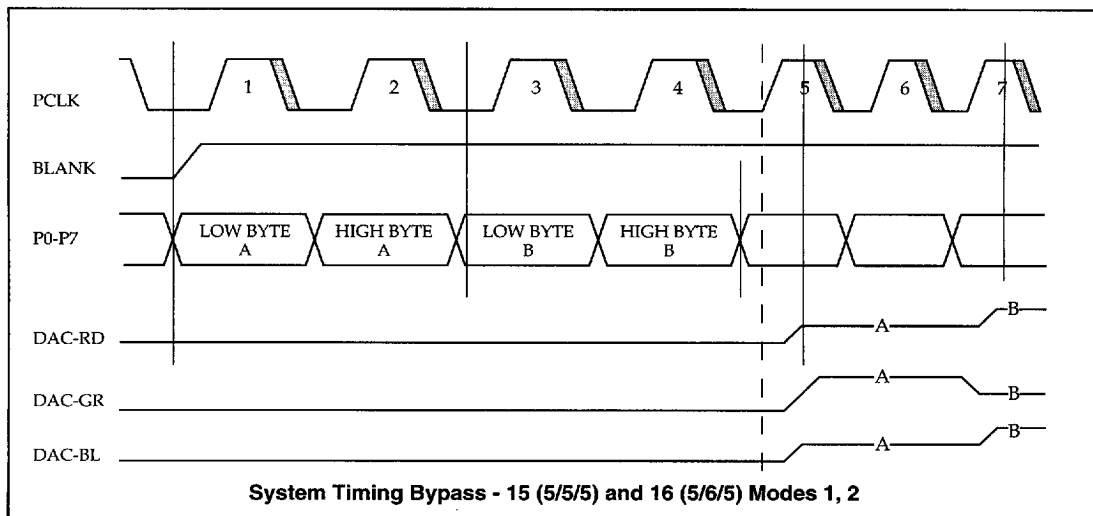 1 2 3 4 5 6 7
PCLK
BLANK
P0-P7
LOW BYTE A
HIGH BYTE A
LOW BYTE B
HIGH BYTE B
DAC-RD
A
B
DAC-GR
A
B
DAC-BL
A
B
System Timing Bypass - 15 (5/5/5) and 16 (5/6/5) Modes 1, 2